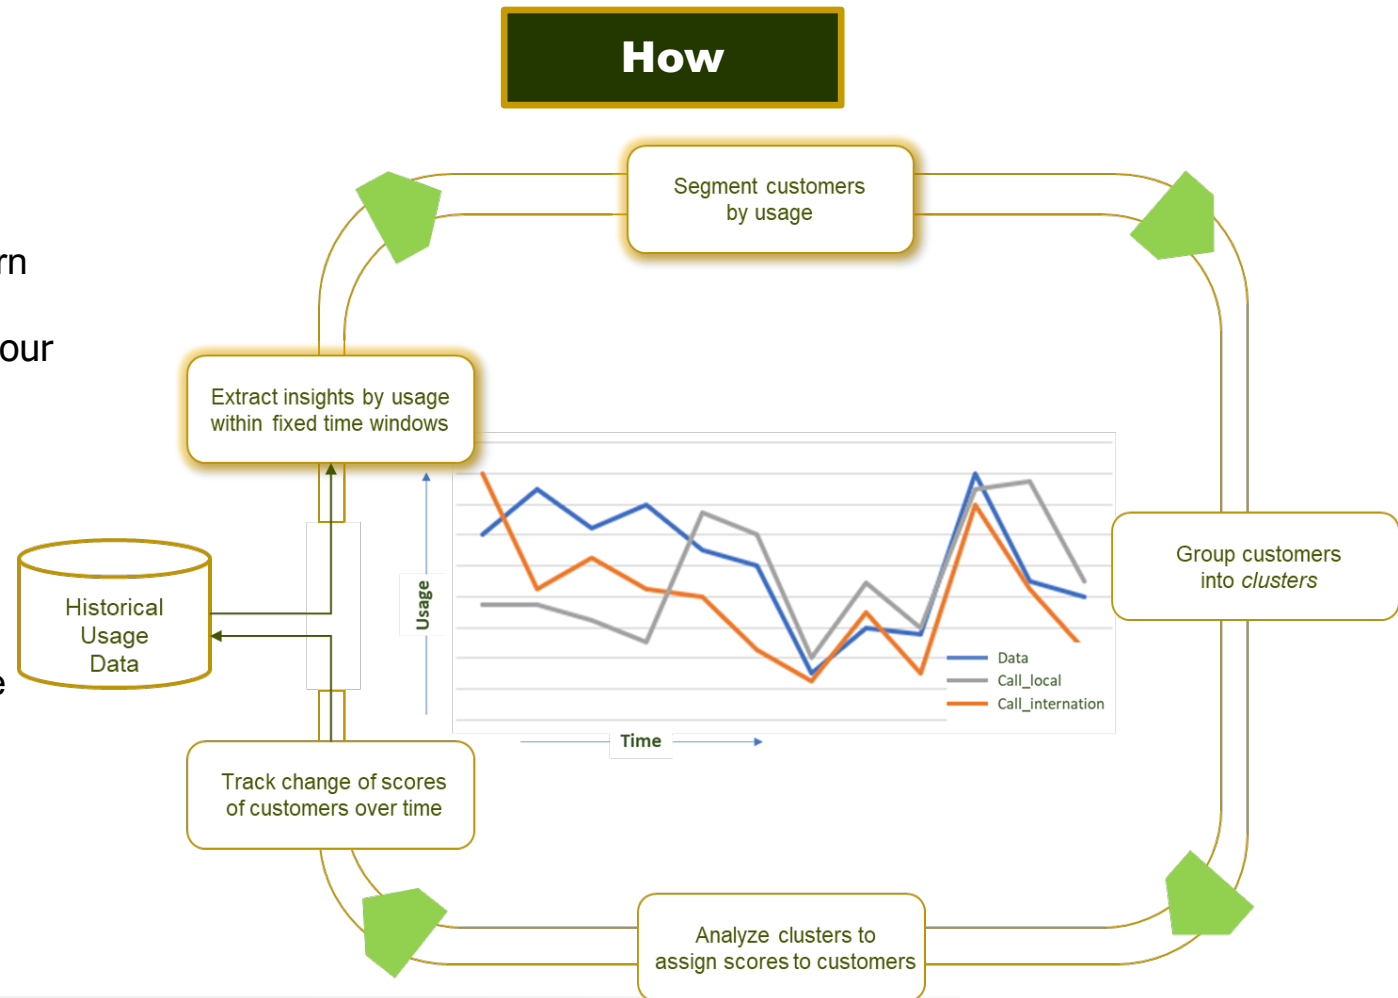 How
Segment customers
by usage
rn
our
Extract insights by usage
within fixed time windows
Usage
Group customers
into clusters
Historical
Usage
Data
e
Data
Call_local
Call_internation
Time
Track change of scores
of customers over time
Analyze clusters to
assign scores to customers